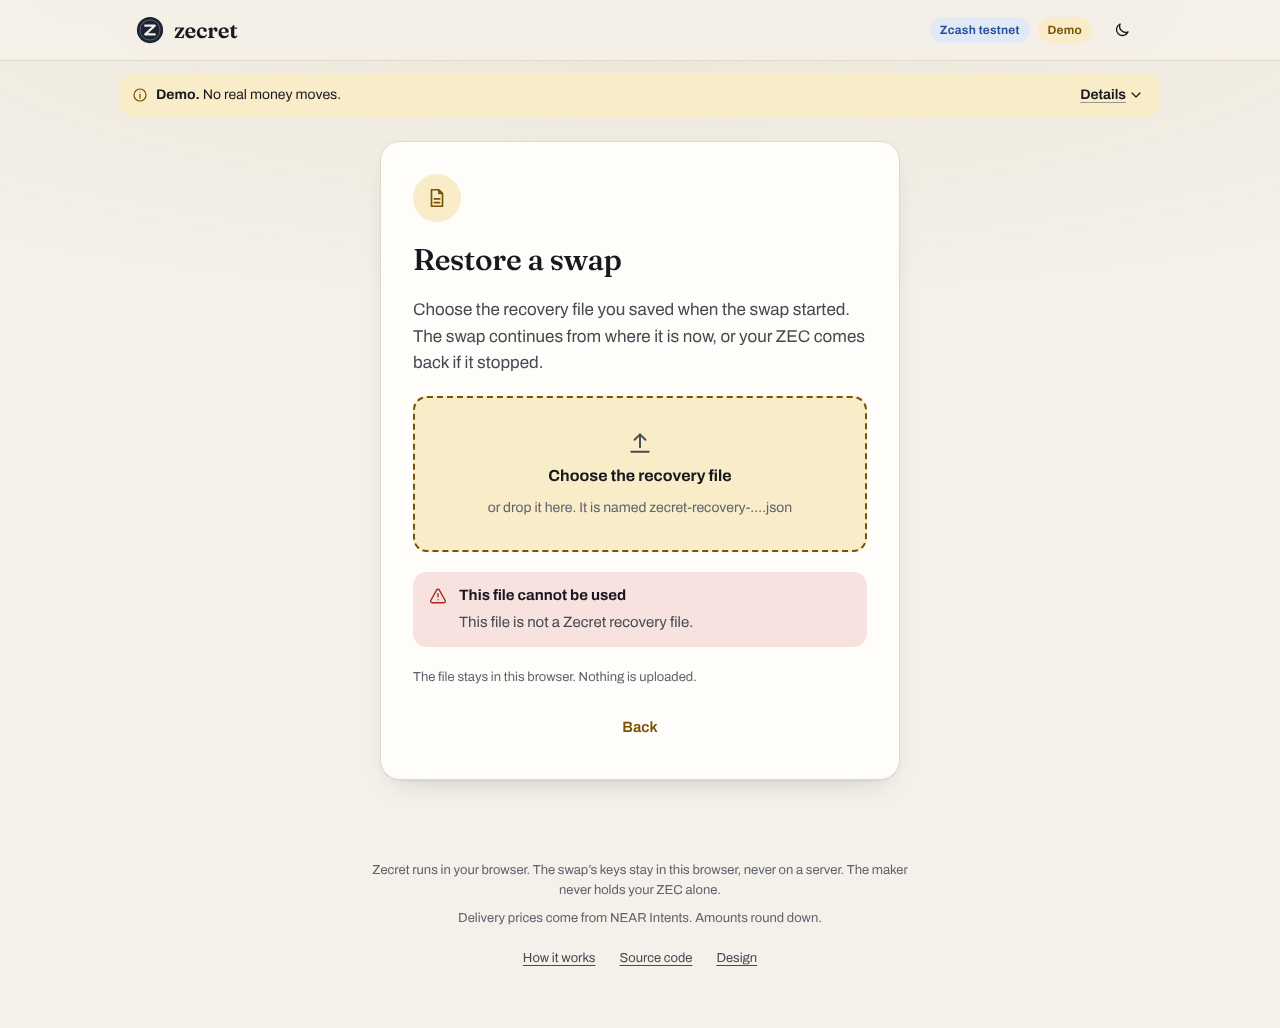 zecret
Zcash testnet
Demo
Demo. No real money moves.
Details
Restore a swap
Choose the recovery file you saved when the swap started.
The swap continues from where it is now, or your ZEC comes
back if it stopped.
Choose the recovery file
or drop it here. It is named zecret-recovery-....json
This file cannot be used
This file is not a Zecret recovery file.
The file stays in this browser. Nothing is uploaded.
Back
Zecret runs in your browser. The swap’s keys stay in this browser, never on a server. The maker
never holds your ZEC alone.
Delivery prices come from NEAR Intents. Amounts round down.
How it works
Source code
Design